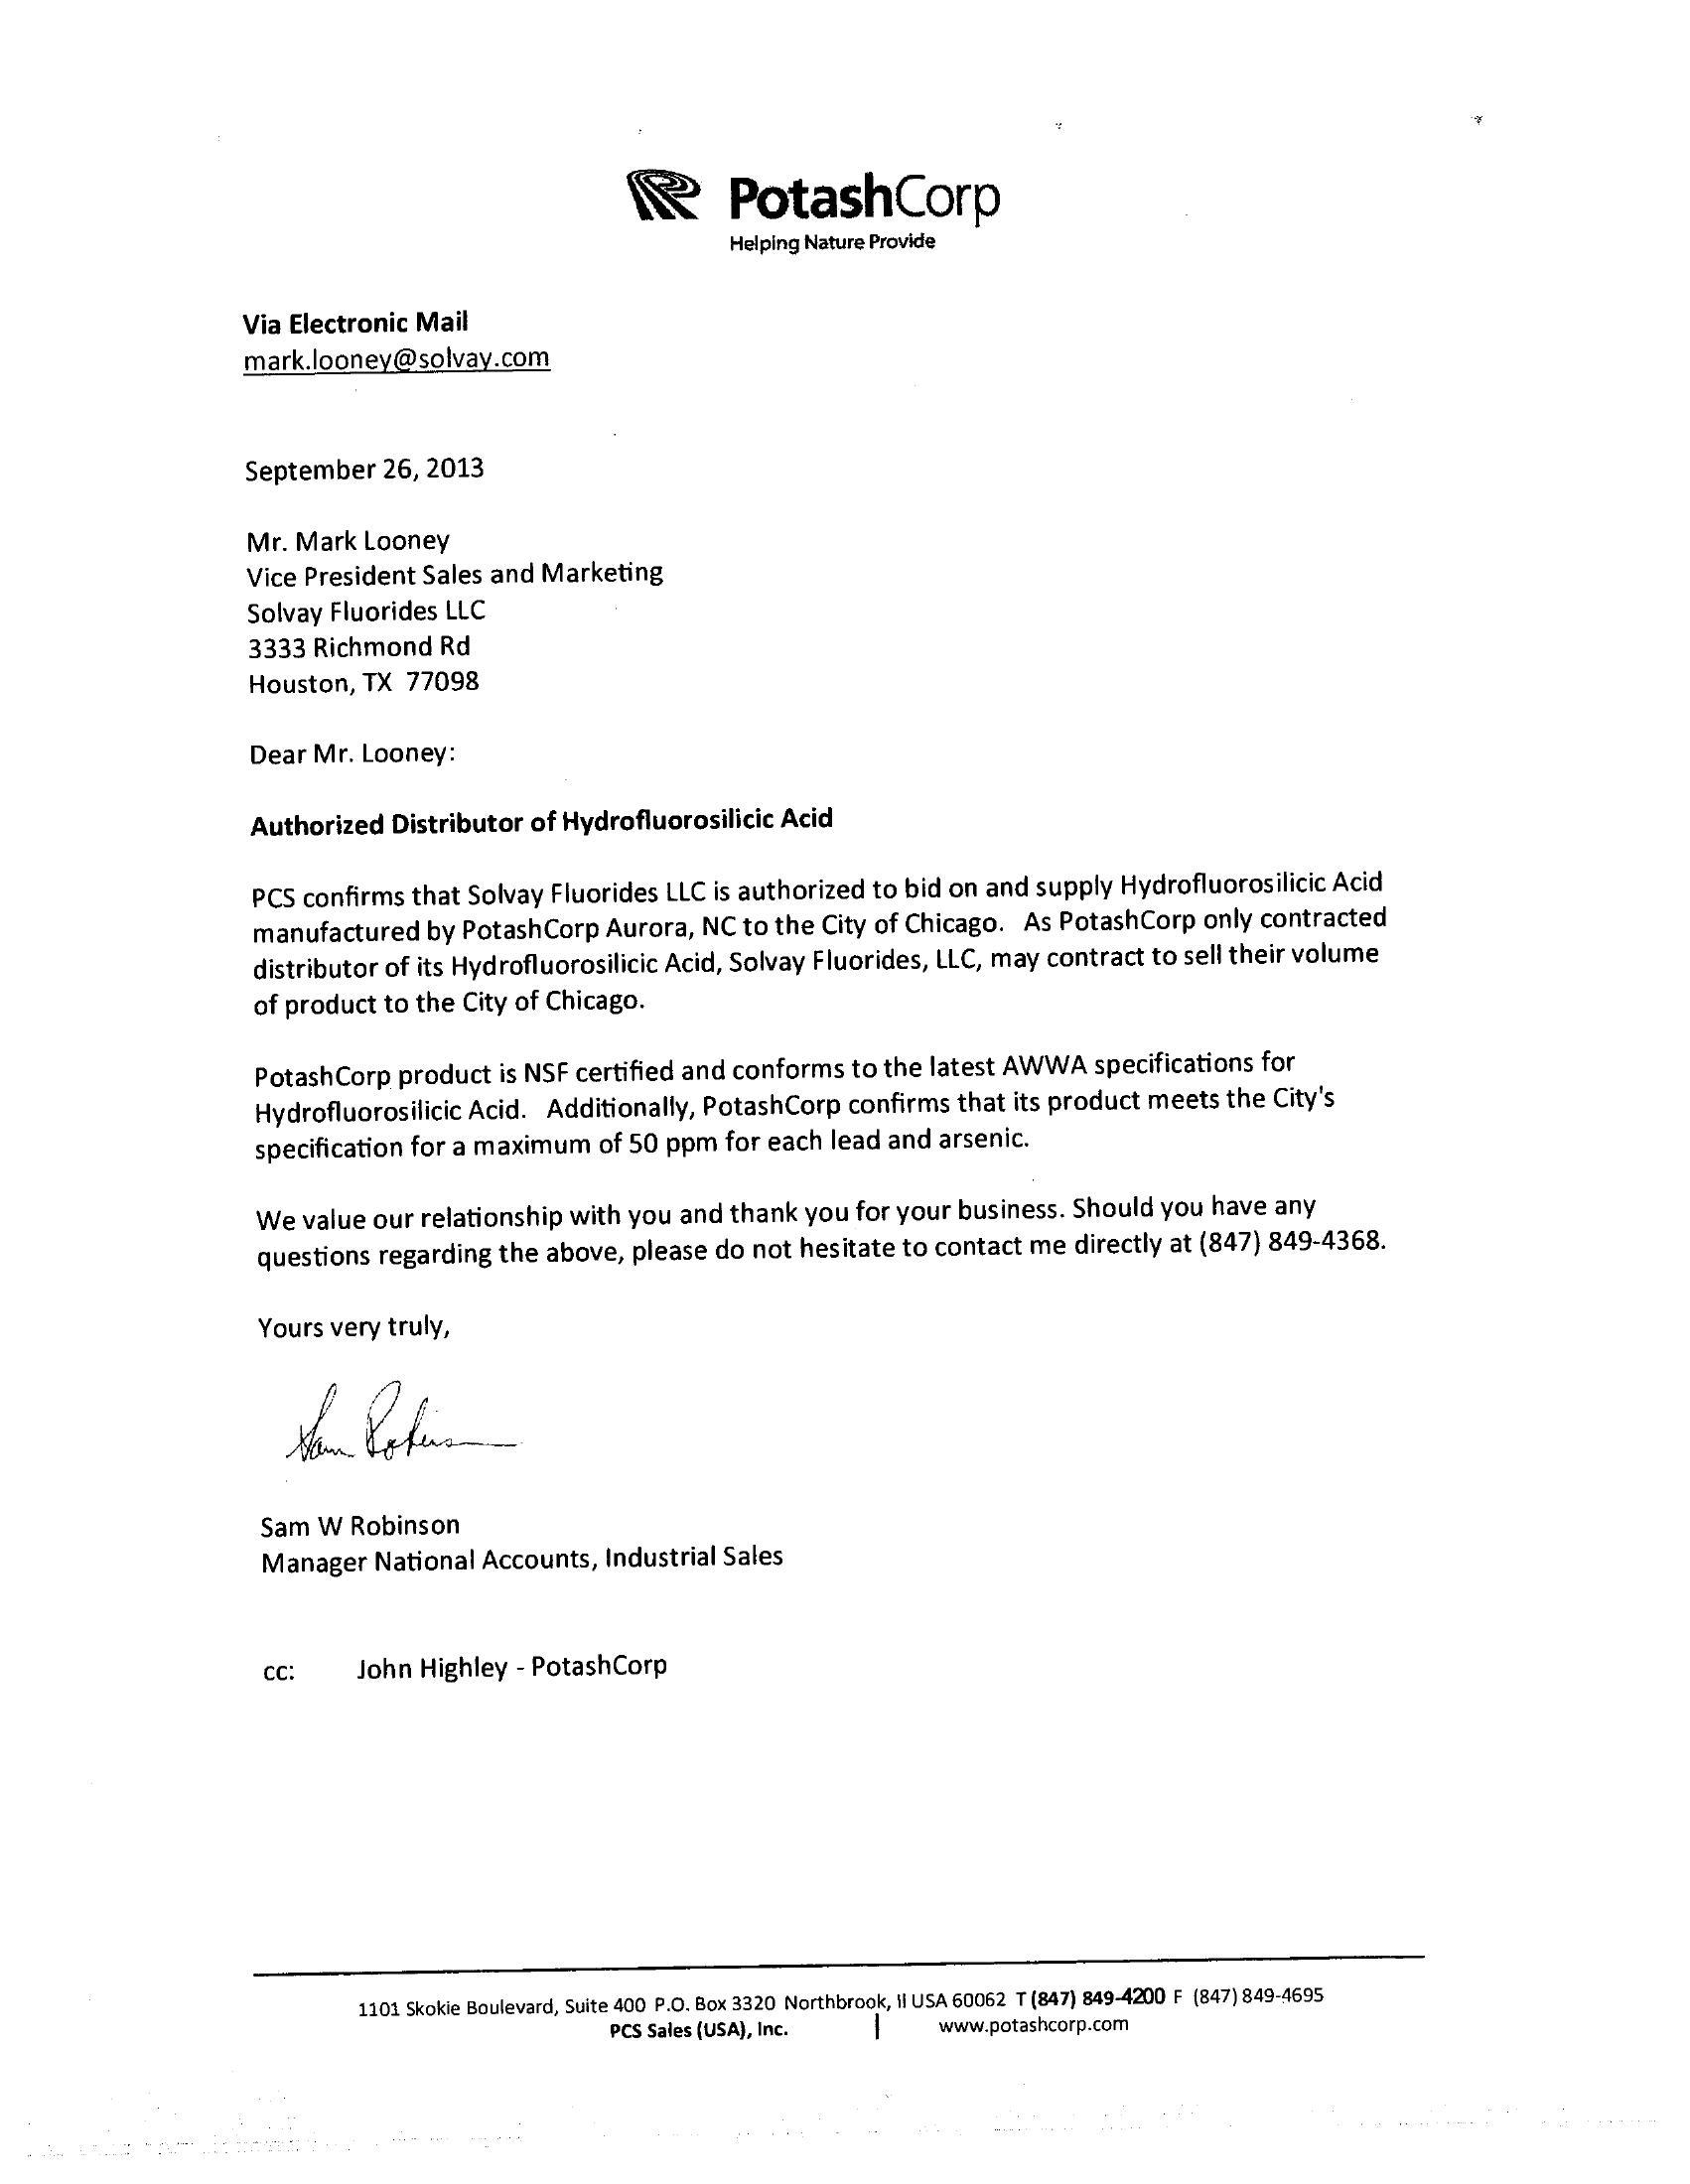 PotashCorp
Helping Nature Provide
Via Electronic Mail
mark.looney@solvay.com
September 26, 2013
Mr. Mark Looney
Vice President Sales and Marketing
Solvay Fluorides LLC
3333 Richmond Rd
Houston, TX 77098
Dear Mr. Looney:
Authorized Distributor of Hydrofluorosilicic Acid
PCS confirms that Solvay Fluorides LLC is authorized to bid on and supply Hydrofluorosilicic Acid
manufactured by PotashCorp Aurora, NC to the City of Chicago. As PotashCorp only contracted
distributor of its Hydrofluorosilicic Acid, Solvay Fluorides, LLC, may contract to sell their volume
of product to the City of Chicago.
PotashCorp product is NSF certified and conforms to the latest AWWA specifications for
Hydrofluorosilicic Acid. Additionally, PotashCorp confirms that its product meets the City's
specification for a maximum of 50 ppm for each lead and arsenic.
We value our relationship with you and thank you for your business. Should you have any
questions regarding the above, please do not hesitate to contact me directly at (847) 849-4368.
Yours very truly,
Sam Robinson
Sam W Robinson
Manager National Accounts, Industrial Sales
cc: John Highley - PotashCorp
1101 Skokie Boulevard, Suite 400 P.O. Box 3320 Northbrook, Il USA 60062 T (847) 849-4200 F (847) 849-4695
PCS Sales (USA), Inc. | www.potashcorp.com